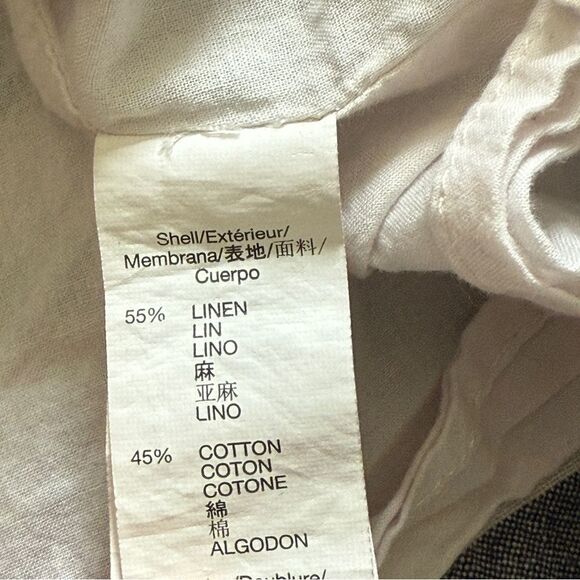 Shell/Extérieur/
Membrana/表地/面料/
Cuerpo
55% LINEN
LIN
LINO
麻
亚麻
LINO
45% COTTON
COTON
COTONE
綿
棉
ALGODON
/Doublure/